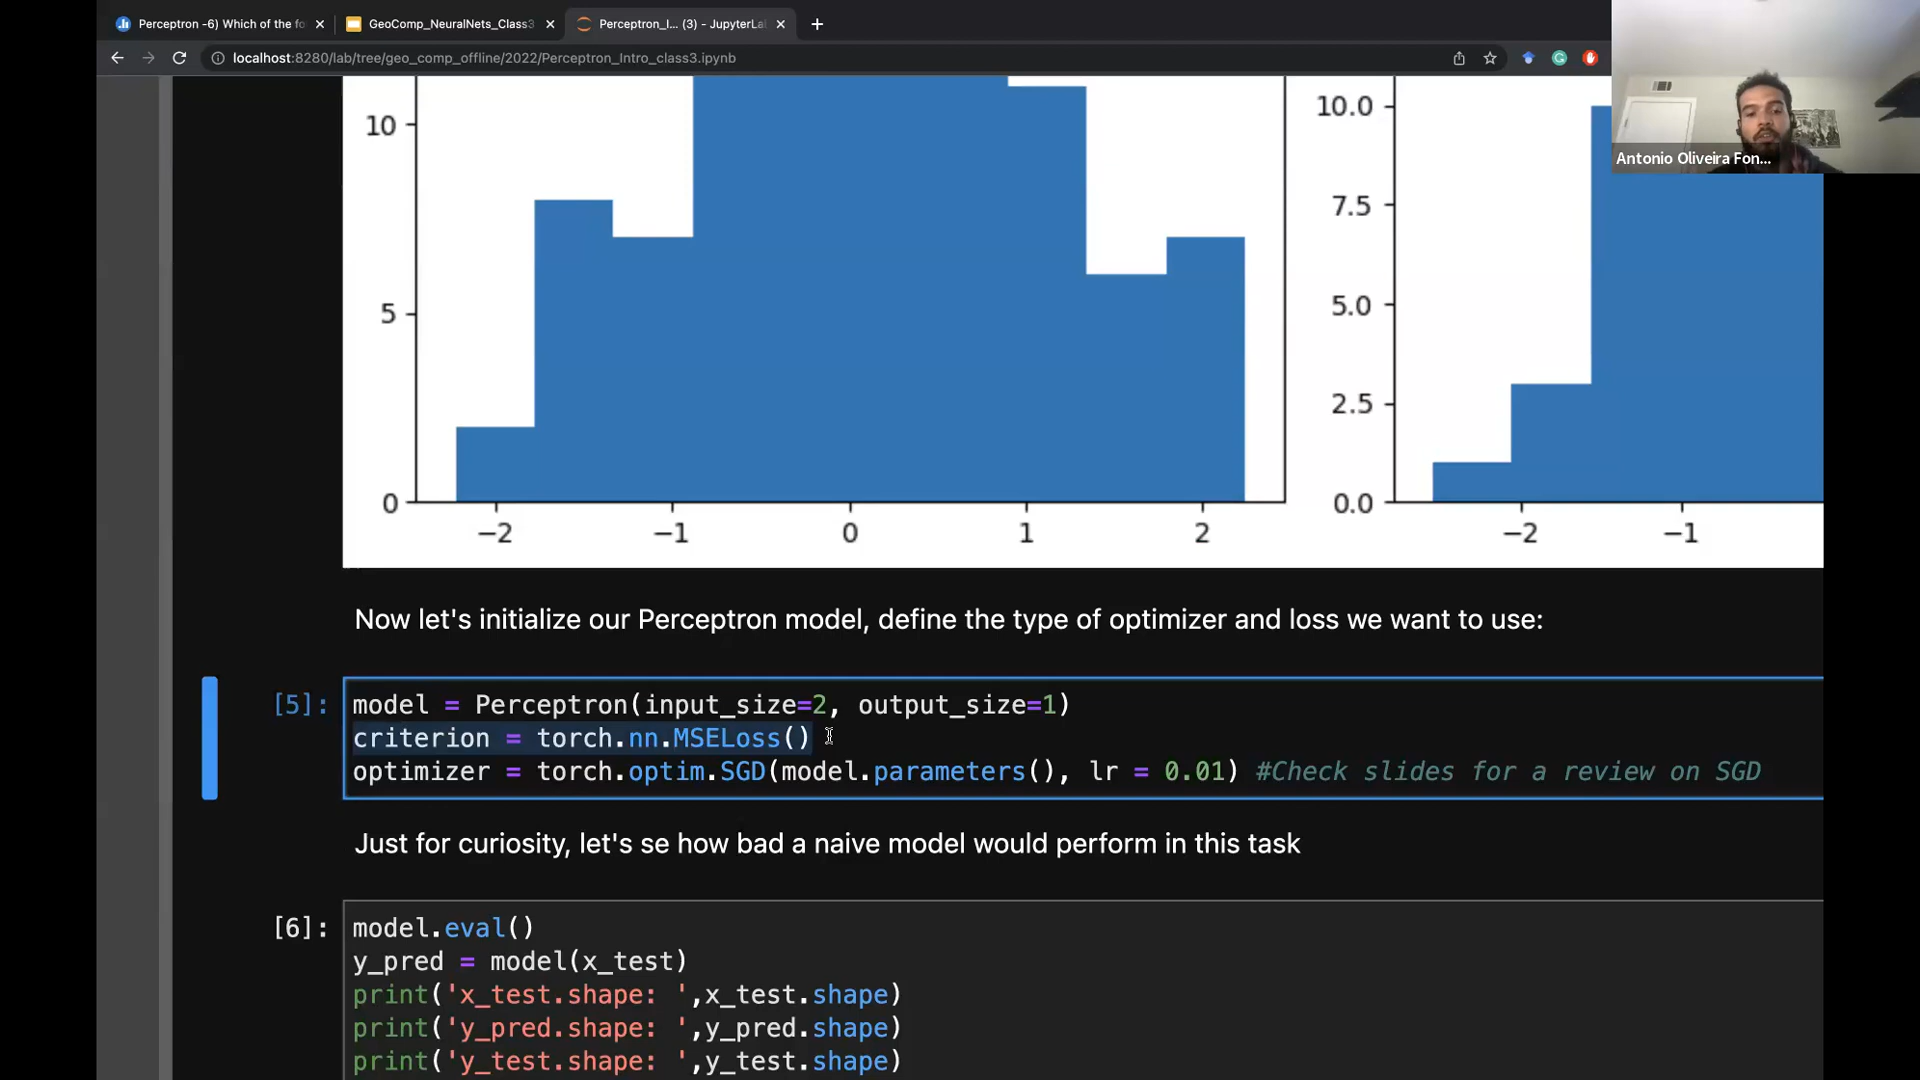 Perceptron -6) Which of the fo
GeoComp_NeuralNets_Class3
Perceptron_I... (3) - JupyterLa
localhost:8280/lab/tree/geo_comp_offline/2022/Perceptron_Intro_class3.ipynb
Antonio Oliveira Fon...
10
5
0
−2 −1 0 1 2
10.0
7.5
5.0
2.5
0.0
−2 −1
Now let's initialize our Perceptron model, define the type of optimizer and loss we want to use:
[5]:
model = Perceptron(input_size=2, output_size=1)
criterion = torch.nn.MSELoss()
optimizer = torch.optim.SGD(model.parameters(), lr = 0.01) #Check slides for a review on SGD
Just for curiosity, let's se how bad a naive model would perform in this task
[6]:
model.eval()
y_pred = model(x_test)
print('x_test.shape: ',x_test.shape)
print('y_pred.shape: ',y_pred.shape)
print('y_test.shape: ',y_test.shape)